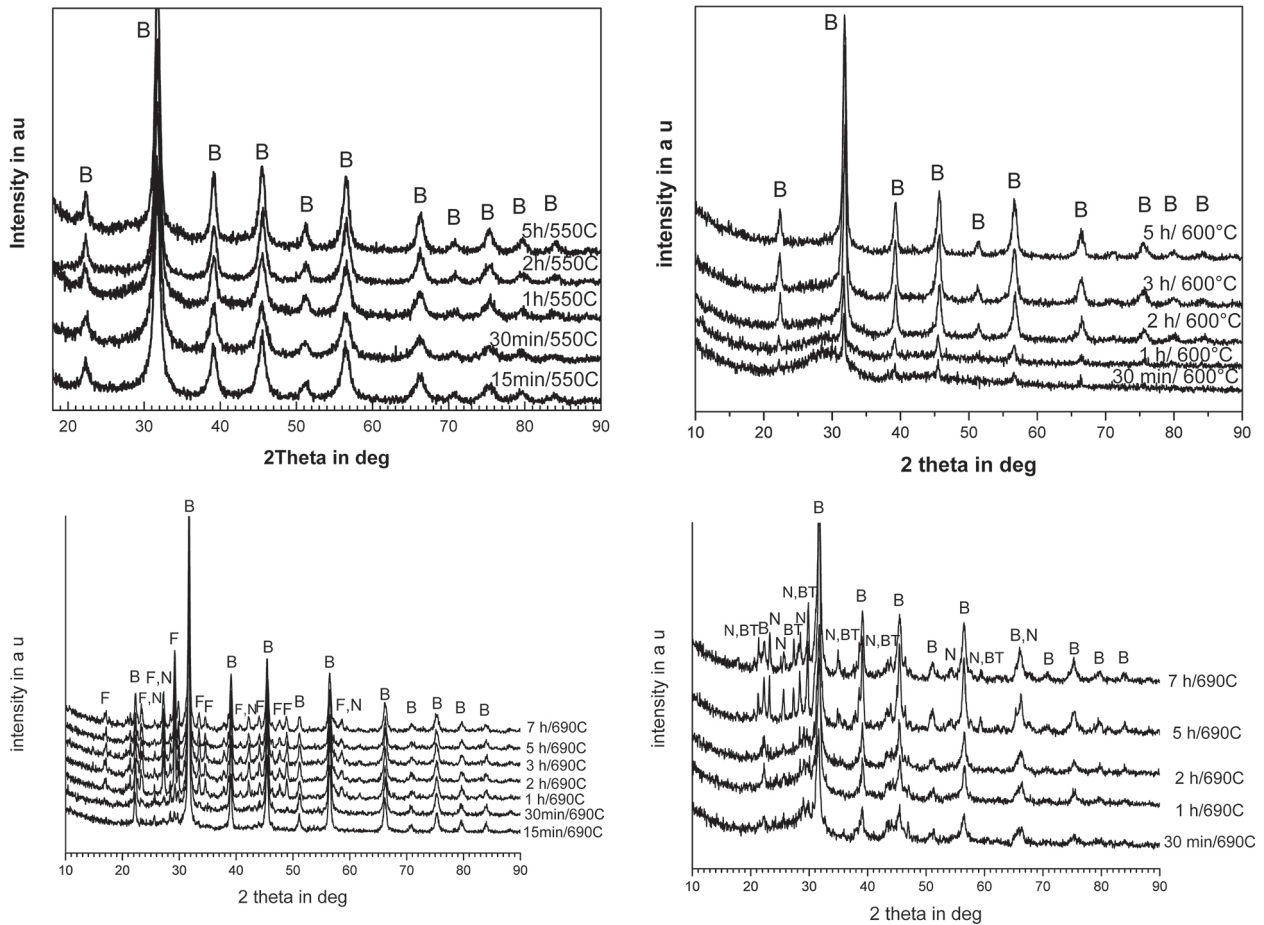 Intensity in au
B
B
B
B
B
B
B
B
B
B
B
5h/550C
2h/550C
1h/550C
30min/550C
15min/550C
20 30 40 50 60 70 80 90
2Theta in deg
intensity in a u
B
B
B
B
B
B
B
B
B
B
5 h/ 600°C
3 h/ 600°C
2 h/ 600°C
1 h/ 600°C
30 min/ 600°C
10 20 30 40 50 60 70 80 90
2 theta in deg
intensity in a u
B
F
B
B
B
F B F,N
F,N
F F
F,N F F F B
F,N
B
B B B B
7 h/690C
5 h/690C
3 h/690C
2 h/690C
1 h/690C
30min/690C
15min/690C
10 20 30 40 50 60 70 80 90
2 theta in deg
intensity in a u
B
N,BT
B
B
B
N
N
N,BT B BT
N
N,BT N,BT
B
N
N,BT
B,N
B
B
B
B
7 h/690C
5 h/690C
2 h/690C
1 h/690C
30 min/690C
10 20 30 40 50 60 70 80 90
2 theta in deg